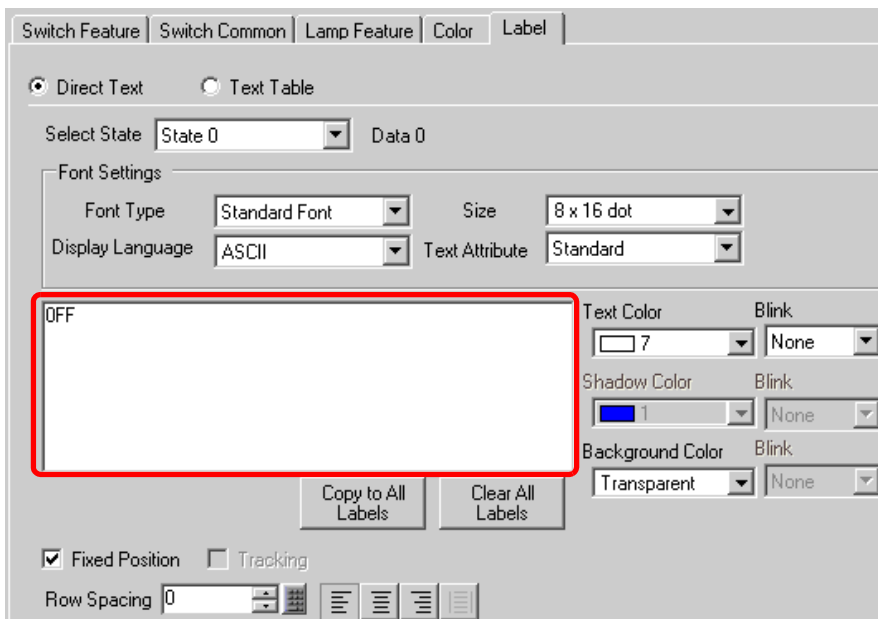 Switch Feature Switch Common Lamp Feature Color Label
Direct Text Text Table
Select State State 0 Data 0
Font Settings
Font Type Standard Font Size 8 x 16 dot
Display Language ASCII Text Attribute Standard
OFF
Text Color Blink
7 None
Shadow Color Blink
1 None
Background Color Blink
Transparent None
Copy to All Labels Clear All Labels
Fixed Position Tracking
Row Spacing 0